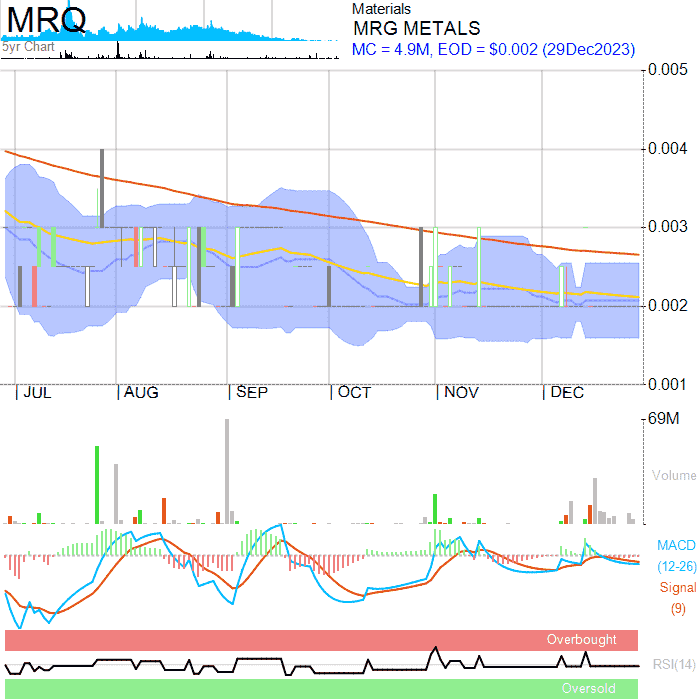 MRQ
5yr Chart
Materials
MRG METALS
MC = 4.9M, EOD = $0.002 (29Dec2023)
0.005
0.004
0.003
0.002
0.001
JUL
AUG
SEP
OCT
NOV
DEC
69M
Volume
MACD
(12-26)
Signal
(9)
Overbought
RSI(14)
Oversold